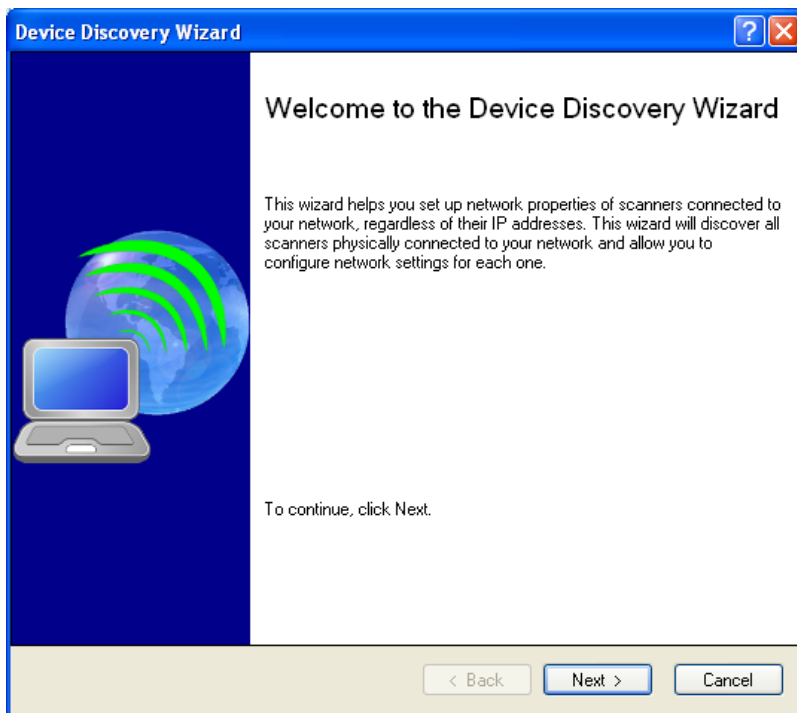 Device Discovery Wizard
?
Welcome to the Device Discovery Wizard
This wizard helps you set up network properties of scanners connected to
your network, regardless of their IP addresses. This wizard will discover all
scanners physically connected to your network and allow you to
configure network settings for each one.
To continue, click Next.
< Back
Next >
Cancel